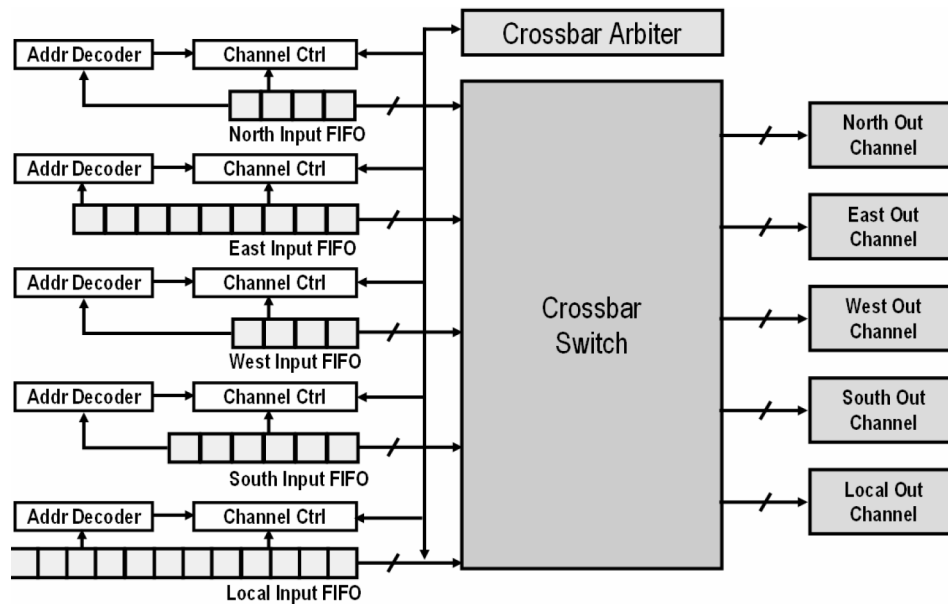 Crossbar Arbiter
Addr Decoder
Channel Ctrl
North Input FIFO
Addr Decoder
Channel Ctrl
East Input FIFO
Addr Decoder
Channel Ctrl
West Input FIFO
Addr Decoder
Channel Ctrl
South Input FIFO
Addr Decoder
Channel Ctrl
Local Input FIFO
Crossbar
Switch
North Out
Channel
East Out
Channel
West Out
Channel
South Out
Channel
Local Out
Channel